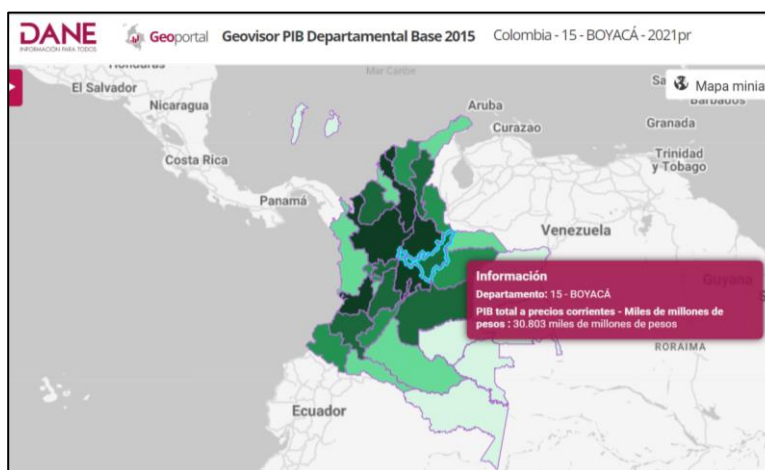 DANE
INFORMACIÓN PARA TODOS
Geoportal
Geovisor PIB Departamental Base 2015
Colombia - 15 - BOYACÁ - 2021pr
Mar Caribe
Honduras
El Salvador
Nicaragua
Costa Rica
Panamá
Aruba
Curazao
Mapa minia
Barbados
Granada
Trinidad
y Tobago
Venezuela
Guyana
RORAIMA
Ecuador
Información
Departamento: 15 - BOYACÁ
PIB total a precios corrientes - Miles de millones de
pesos : 30.803 miles de millones de pesos